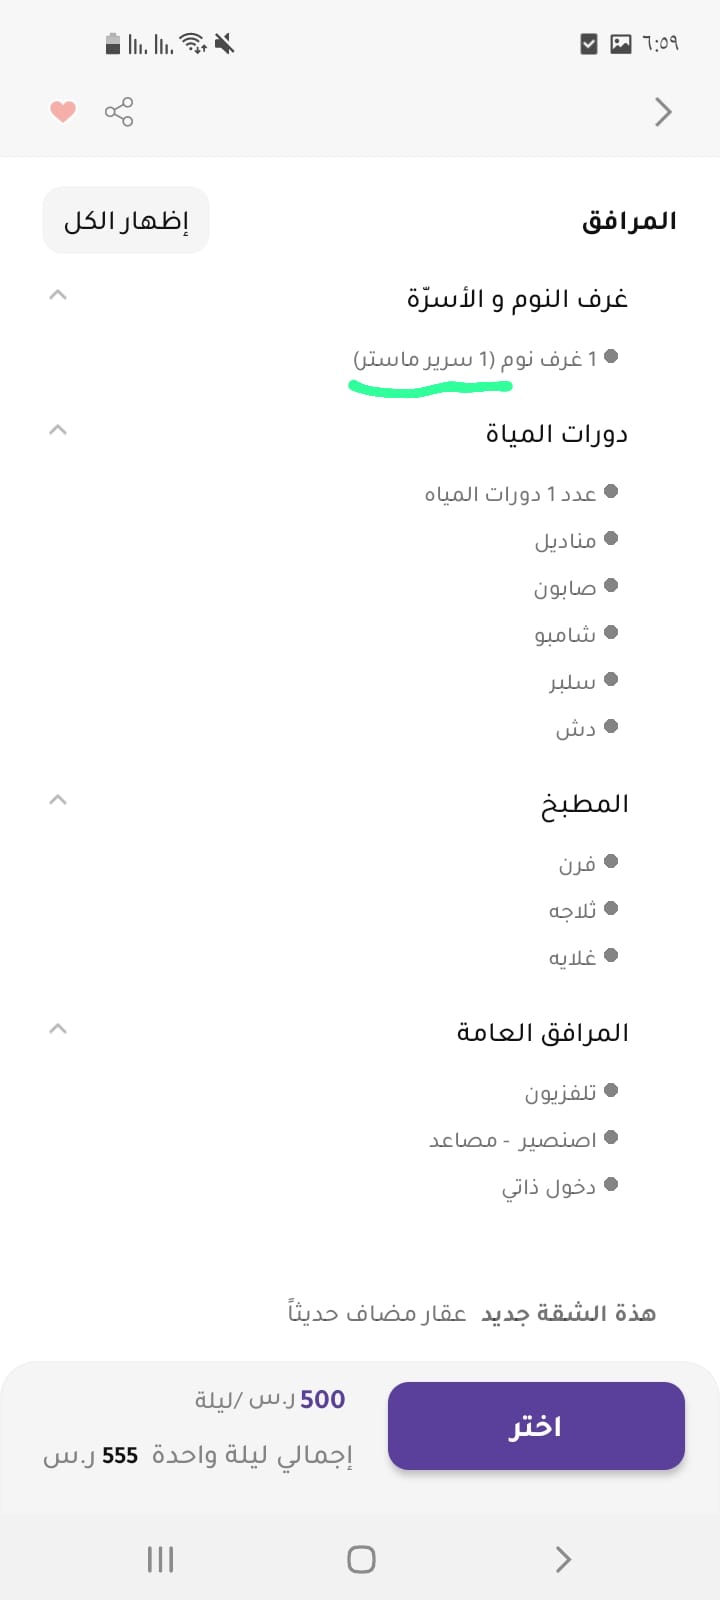 ٦:٥٩
المرافق
إظهار الكل
غرف النوم و الأسرّة
1 غرف نوم (1 سرير ماستر)
دورات المياة
عدد 1 دورات المياه
مناديل
صابون
شامبو
سلبر
دش
المطبخ
فرن
ثلاجه
غلايه
المرافق العامة
تلفزيون
اصنصير - مصاعد
دخول ذاتي
هذة الشقة جديد عقار مضاف حديثاً
اختر
500 ر.س /ليلة
إجمالي ليلة واحدة 555 ر.س